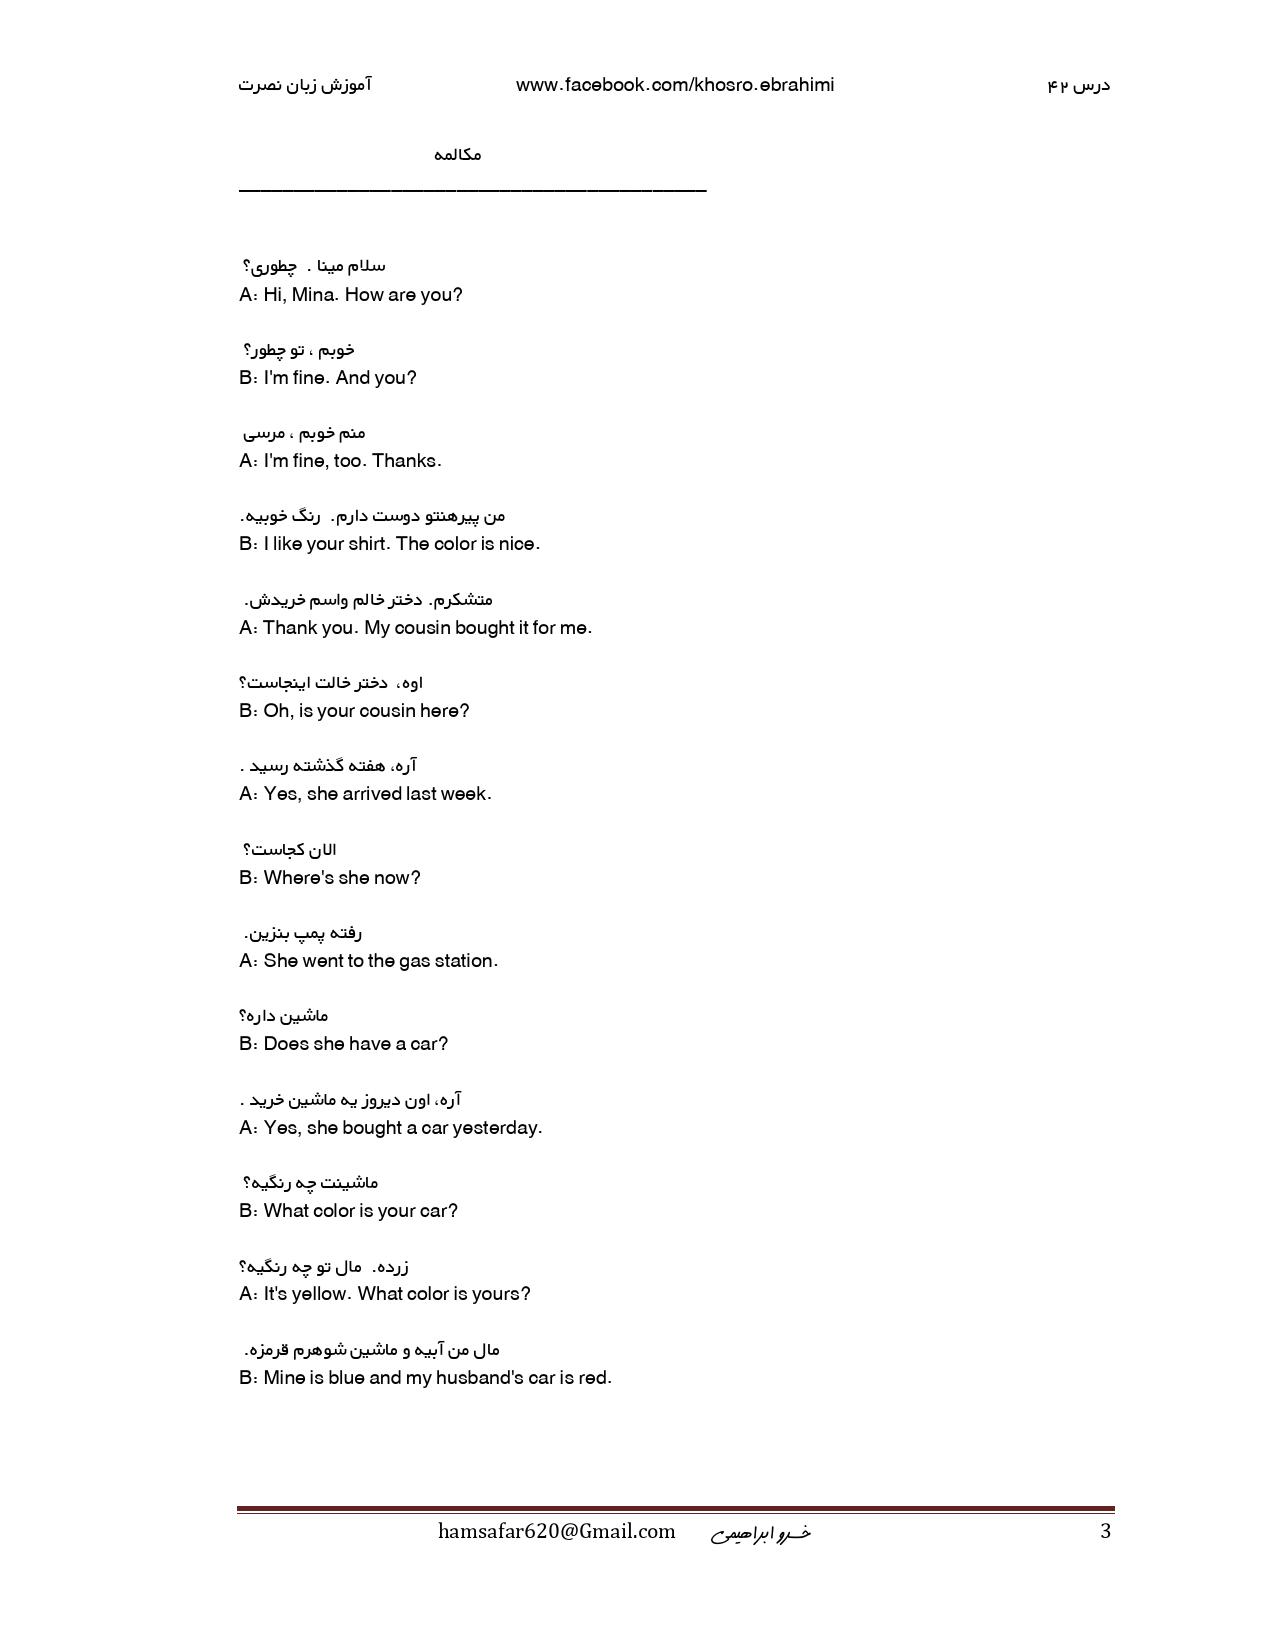 درس ۴۲ www.facebook.com/khosro.ebrahimi آموزش زبان نصرت
مکالمه
سلام مینا . چطوری؟
A: Hi, Mina. How are you?
خوبم ، تو چطور؟
B: I'm fine. And you?
منم خوبم ، مرسی
A: I'm fine, too. Thanks.
من پیرهنتو دوست دارم. رنگ خوبیه.
B: I like your shirt. The color is nice.
متشکرم. دختر خالم واسم خریدش.
A: Thank you. My cousin bought it for me.
اوه، دختر خالت اینجاست؟
B: Oh, is your cousin here?
آره، هفته گذشته رسید .
A: Yes, she arrived last week.
الان کجاست؟
B: Where's she now?
رفته پمپ بنزین.
A: She went to the gas station.
ماشین داره؟
B: Does she have a car?
آره، اون دیروز یه ماشین خرید .
A: Yes, she bought a car yesterday.
ماشینت چه رنگیه؟
B: What color is your car?
زرده. مال تو چه رنگیه؟
A: It's yellow. What color is yours?
مال من آبیه و ماشین شوهرم قرمزه.
B: Mine is blue and my husband's car is red.
hamsafar620@Gmail.com خسرو ابراهیمی 3